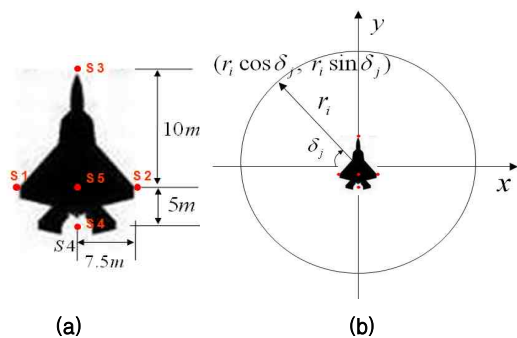 S3
10m
S1
S5
S2
5m
S4
S4
7.5m
(a)
y
(r_i cos δ_j, r_i sin δ_j)
r_i
δ_j
x
(b)